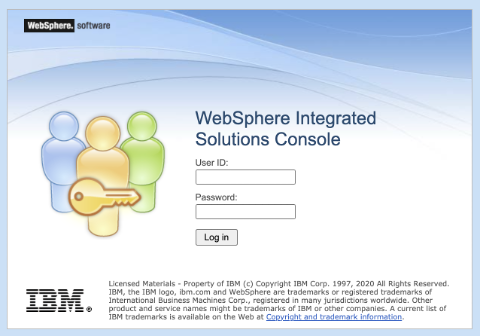 WebSphere. software
WebSphere Integrated
Solutions Console
User ID:
Password:
Log in
Licensed Materials - Property of IBM (c) Copyright IBM Corp. 1997, 2020 All Rights Reserved.
IBM, the IBM logo, ibm.com and WebSphere are trademarks or registered trademarks of
International Business Machines Corp., registered in many jurisdictions worldwide. Other
product and service names might be trademarks of IBM or other companies. A current list of
IBM trademarks is available on the Web at Copyright and trademark information.
IBM.